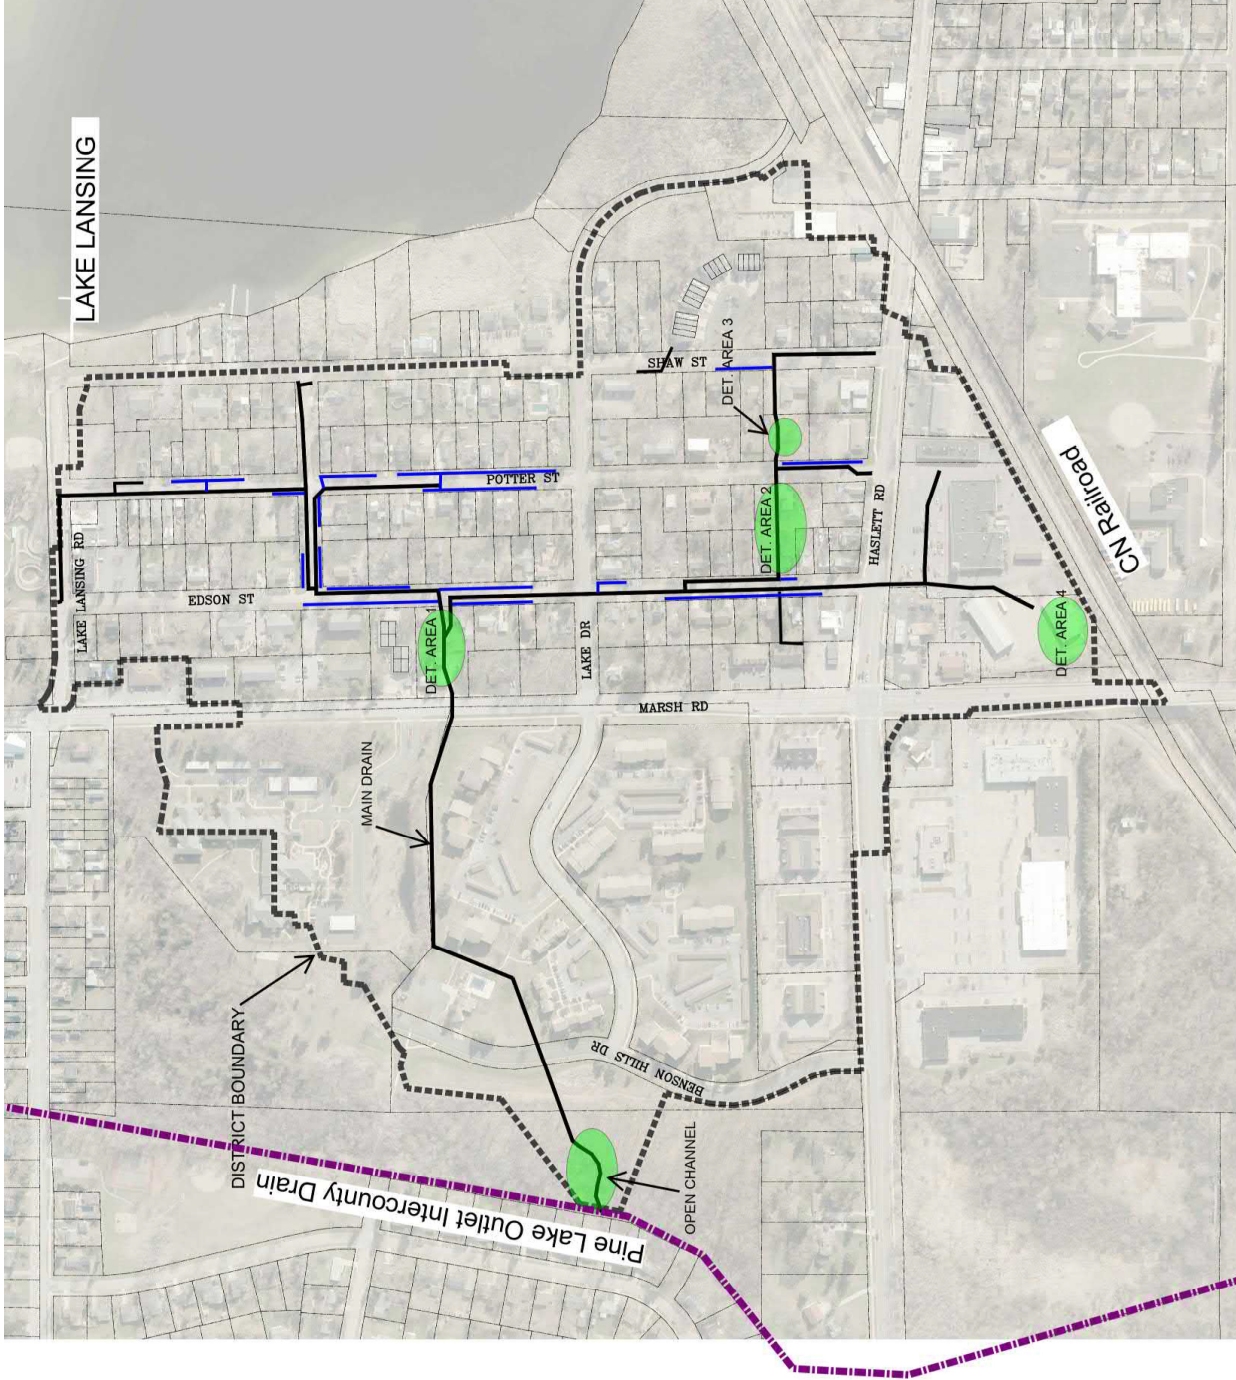 LAKE LANSING
SHAW ST
DET. AREA 3
POTTER ST
DET. AREA 2
HASLETT RD
CN Railroad
LAKE LANSING RD
EDSON ST
DET. AREA 1
LAKE DR
DET. AREA 4
MARSH RD
MAIN DRAIN
DISTRICT BOUNDARY
BENSON HILLS DR
OPEN CHANNEL
Pine Lake Outlet Intercounty Drain